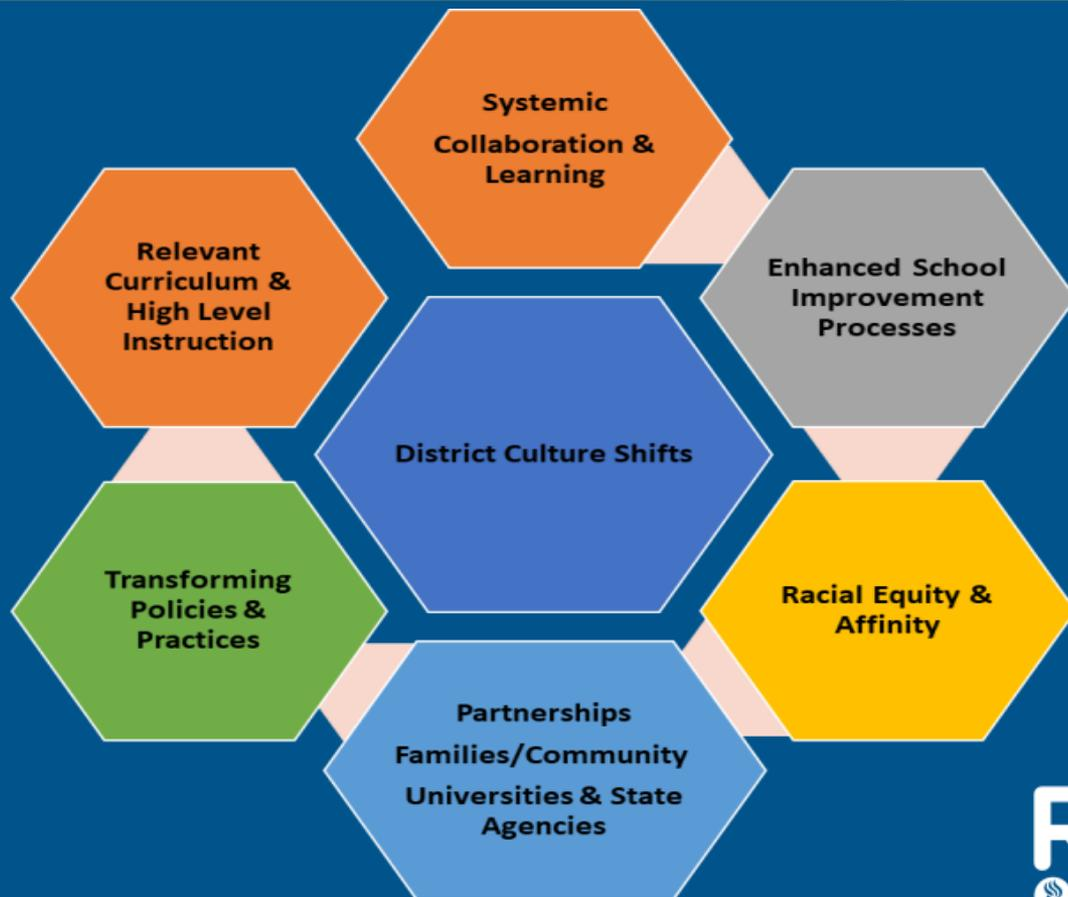 Systemic
Collaboration &
Learning
Relevant
Curriculum &
High Level
Instruction
Enhanced School
Improvement
Processes
District Culture Shifts
Transforming
Policies &
Practices
Racial Equity &
Affinity
Partnerships
Families/Community
Universities & State
Agencies